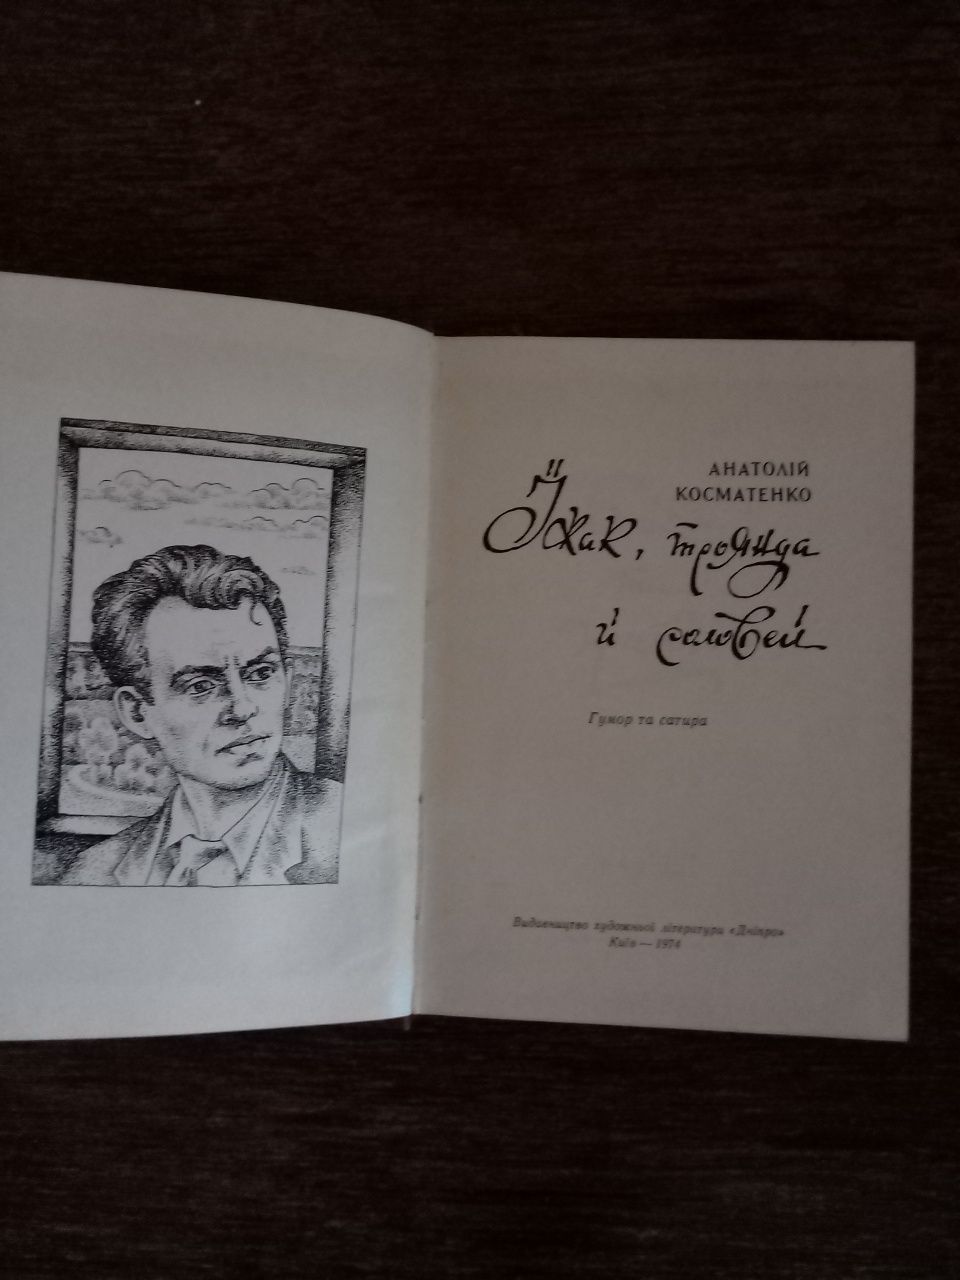 АНАТОЛІЙ
КОСМАТЕНКО
Їжак, троянда
й соловей
Гумор та сатира
Видавництво художньої літератури «Дніпро»
Київ — 1974